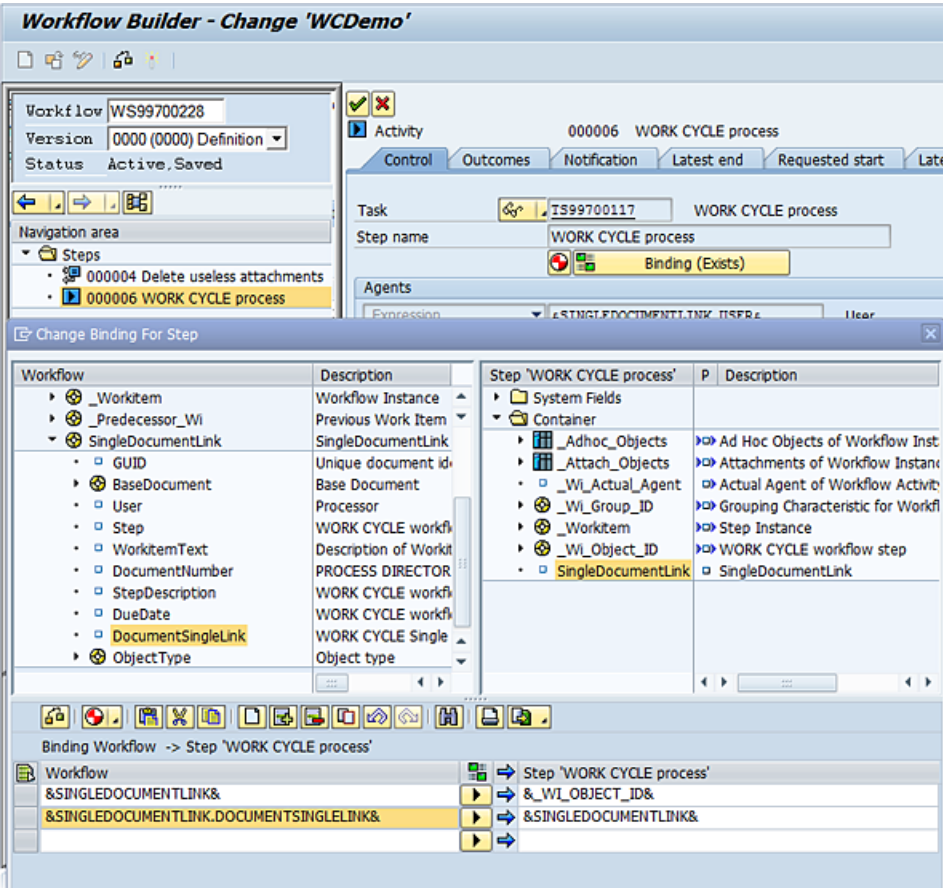 Workflow Builder - Change 'WCDemo'
Workflow WS99700228
Version 0000 (0000) Definition
Status Active,Saved
Navigation area
Steps
000004 Delete useless attachments
000006 WORK CYCLE process
Activity 000006 WORK CYCLE process
Control Outcomes Notification Latest end Requested start Late
Task TS99700117 WORK CYCLE process
Step name WORK CYCLE process
Binding (Exists)
Agents
Expression &SINGLEDOCUMENTLINK.USER& User
Change Binding For Step
Workflow Description
_Workitem Workflow Instance
_Predecessor_Wi Previous Work Item
SingleDocumentLink SingleDocumentLink
GUID Unique document id
BaseDocument Base Document
User Processor
Step WORK CYCLE workfl
WorkitemText Description of Workit
DocumentNumber PROCESS DIRECTOR
StepDescription WORK CYCLE workfl
DueDate WORK CYCLE workfl
DocumentSingleLink WORK CYCLE Single
ObjectType Object type
Step 'WORK CYCLE process' P Description
System Fields
Container
_Adhoc_Objects Ad Hoc Objects of Workflow Inst
_Attach_Objects Attachments of Workflow Instanc
_Wi_Actual_Agent Actual Agent of Workflow Activit
_Wi_Group_ID Grouping Characteristic for Workfl
_Workitem Step Instance
_Wi_Object_ID WORK CYCLE workflow step
SingleDocumentLink SingleDocumentLink
Binding Workflow -> Step 'WORK CYCLE process'
Workflow Step 'WORK CYCLE process'
&SINGLEDOCUMENTLINK& &_WI_OBJECT_ID&
&SINGLEDOCUMENTLINK.DOCUMENTSINGLELINK& &SINGLEDOCUMENTLINK&